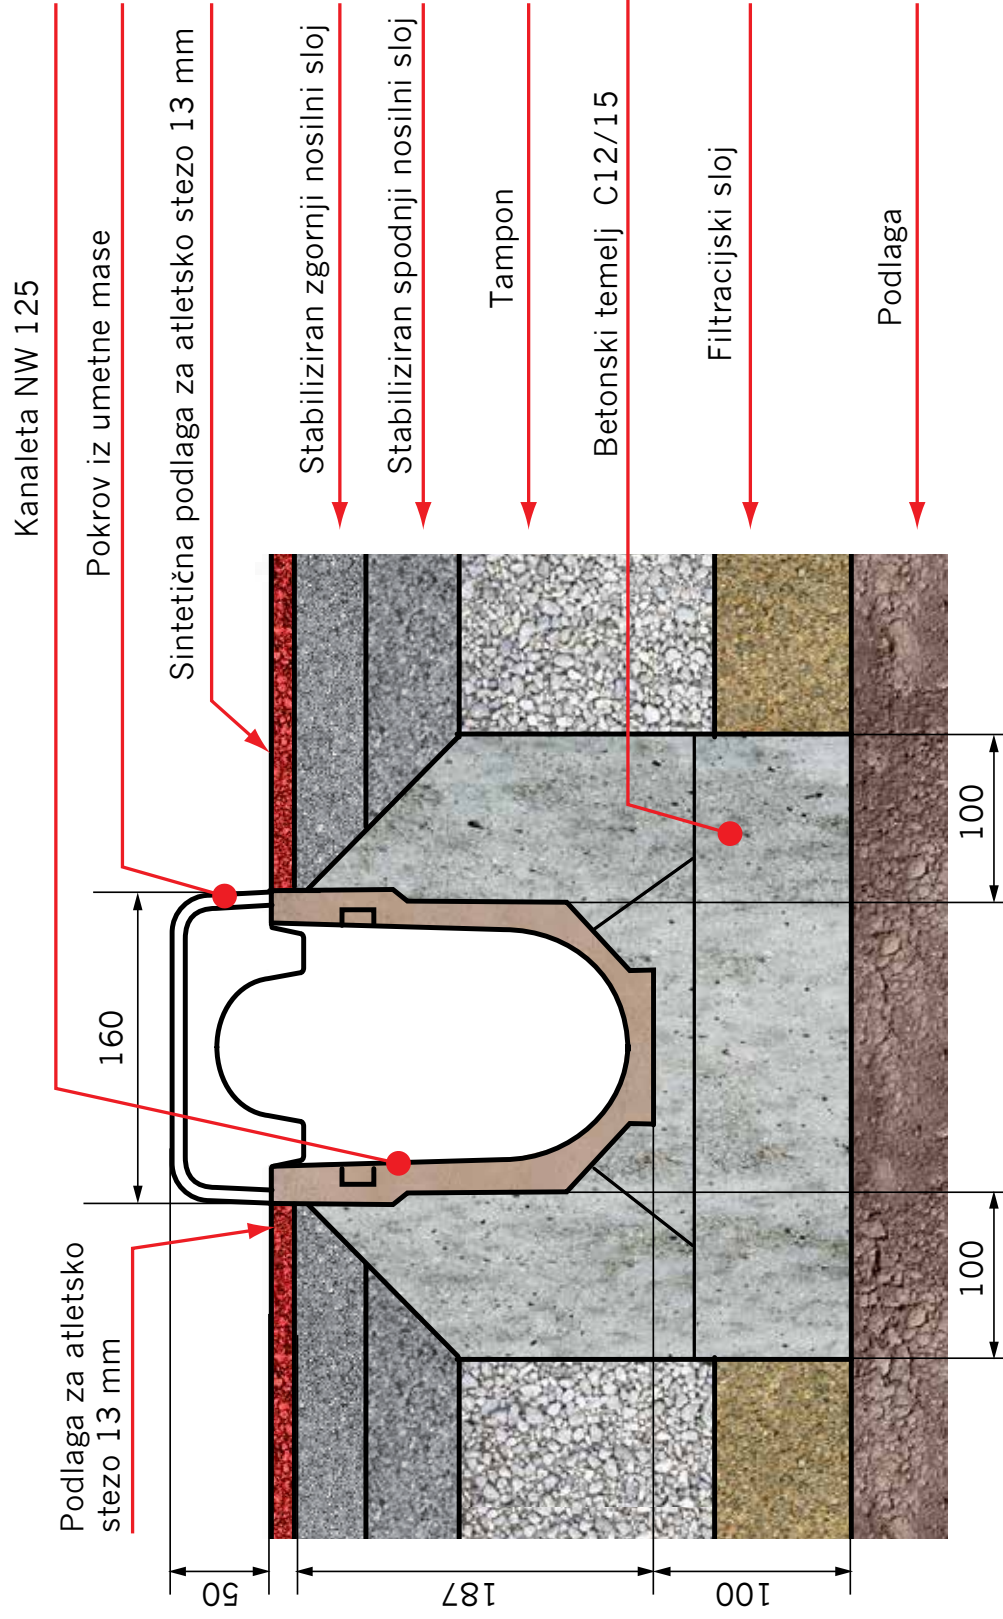 Kanaleta NW 125
Pokrov iz umetne mase
Sintetična podlaga za atletsko stezo 13 mm
Stabiliziran zgornji nosilni sloj
Stabiliziran spodnji nosilni sloj
Tampon
Betonski temelj C12/15
Filtracijski sloj
Podlaga
160
Podlaga za atletsko
stezo 13 mm
100
100
50
187
100